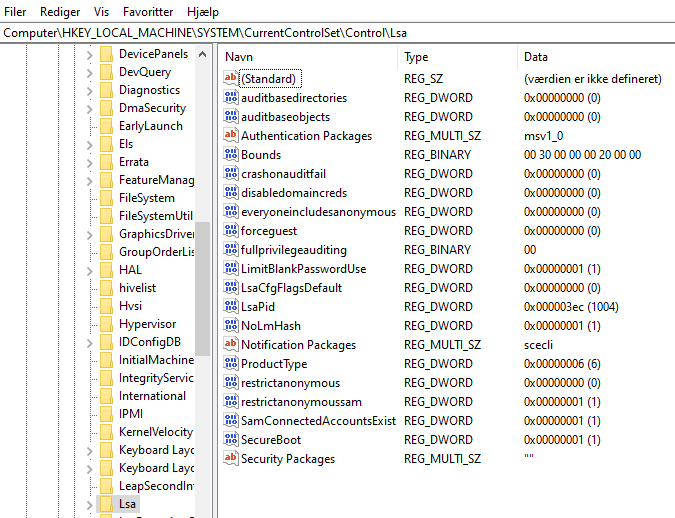 Filer Rediger Vis Favoritter Hjælp
Computer\HKEY_LOCAL_MACHINE\SYSTEM\CurrentControlSet\Control\Lsa
DevicePanels
DevQuery
Diagnostics
DmaSecurity
EarlyLaunch
Els
Errata
FeatureManag
FileSystem
FileSystemUtil
GraphicsDriver
GroupOrderLis
HAL
hivelist
Hvsi
Hypervisor
IDConfigDB
InitialMachine
IntegrityServic
International
IPMI
KernelVelocity
Keyboard Layo
Keyboard Layo
LeapSecondInf
Lsa
Navn Type Data
(Standard) REG_SZ (værdien er ikke defineret)
auditbasedirectories REG_DWORD 0x00000000 (0)
auditbaseobjects REG_DWORD 0x00000000 (0)
Authentication Packages REG_MULTI_SZ msv1_0
Bounds REG_BINARY 00 30 00 00 00 20 00 00
crashonauditfail REG_DWORD 0x00000000 (0)
disabledomaincreds REG_DWORD 0x00000000 (0)
everyoneincludesanonymous REG_DWORD 0x00000000 (0)
forceguest REG_DWORD 0x00000000 (0)
fullprivilegeauditing REG_BINARY 00
LimitBlankPasswordUse REG_DWORD 0x00000001 (1)
LsaCfgFlagsDefault REG_DWORD 0x00000000 (0)
LsaPid REG_DWORD 0x000003ec (1004)
NoLmHash REG_DWORD 0x00000001 (1)
Notification Packages REG_MULTI_SZ scecli
ProductType REG_DWORD 0x00000006 (6)
restrictanonymous REG_DWORD 0x00000000 (0)
restrictanonymoussam REG_DWORD 0x00000001 (1)
SamConnectedAccountsExist REG_DWORD 0x00000001 (1)
SecureBoot REG_DWORD 0x00000001 (1)
Security Packages REG_MULTI_SZ ""